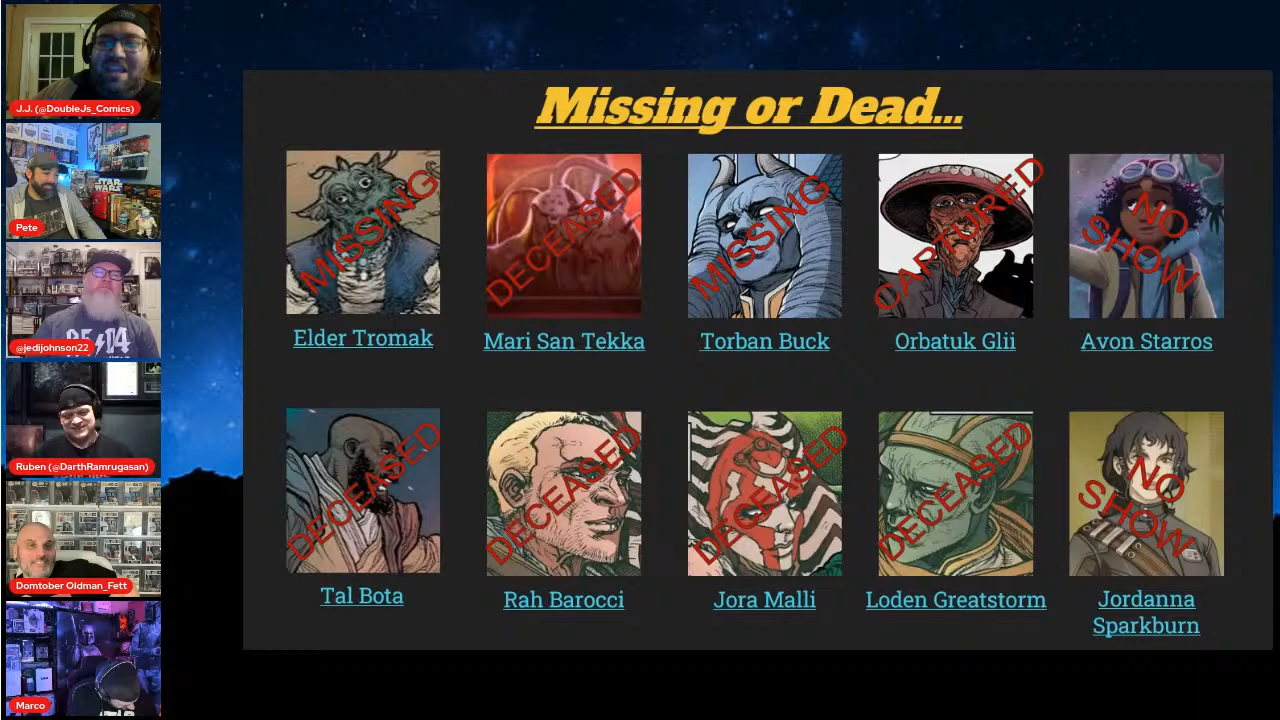 J.J. (@DoubleJs_Comics)
STAR
WARS
Pete
@jedijohnson22
Ruben (@DarthRamrugasan)
Domtober Oldman_Fett
Marco
Missing or Dead...
MISSING
DECEASED
MISSING
CAPTURED
NO
SHOW
Elder Tromak
Mari San Tekka
Torban Buck
Orbatuk Glii
Avon Starros
DECEASED
DECEASED
DECEASED
DECEASED
NO
SHOW
Tal Bota
Rah Barocci
Jora Malli
Loden Greatstorm
Jordanna
Sparkburn